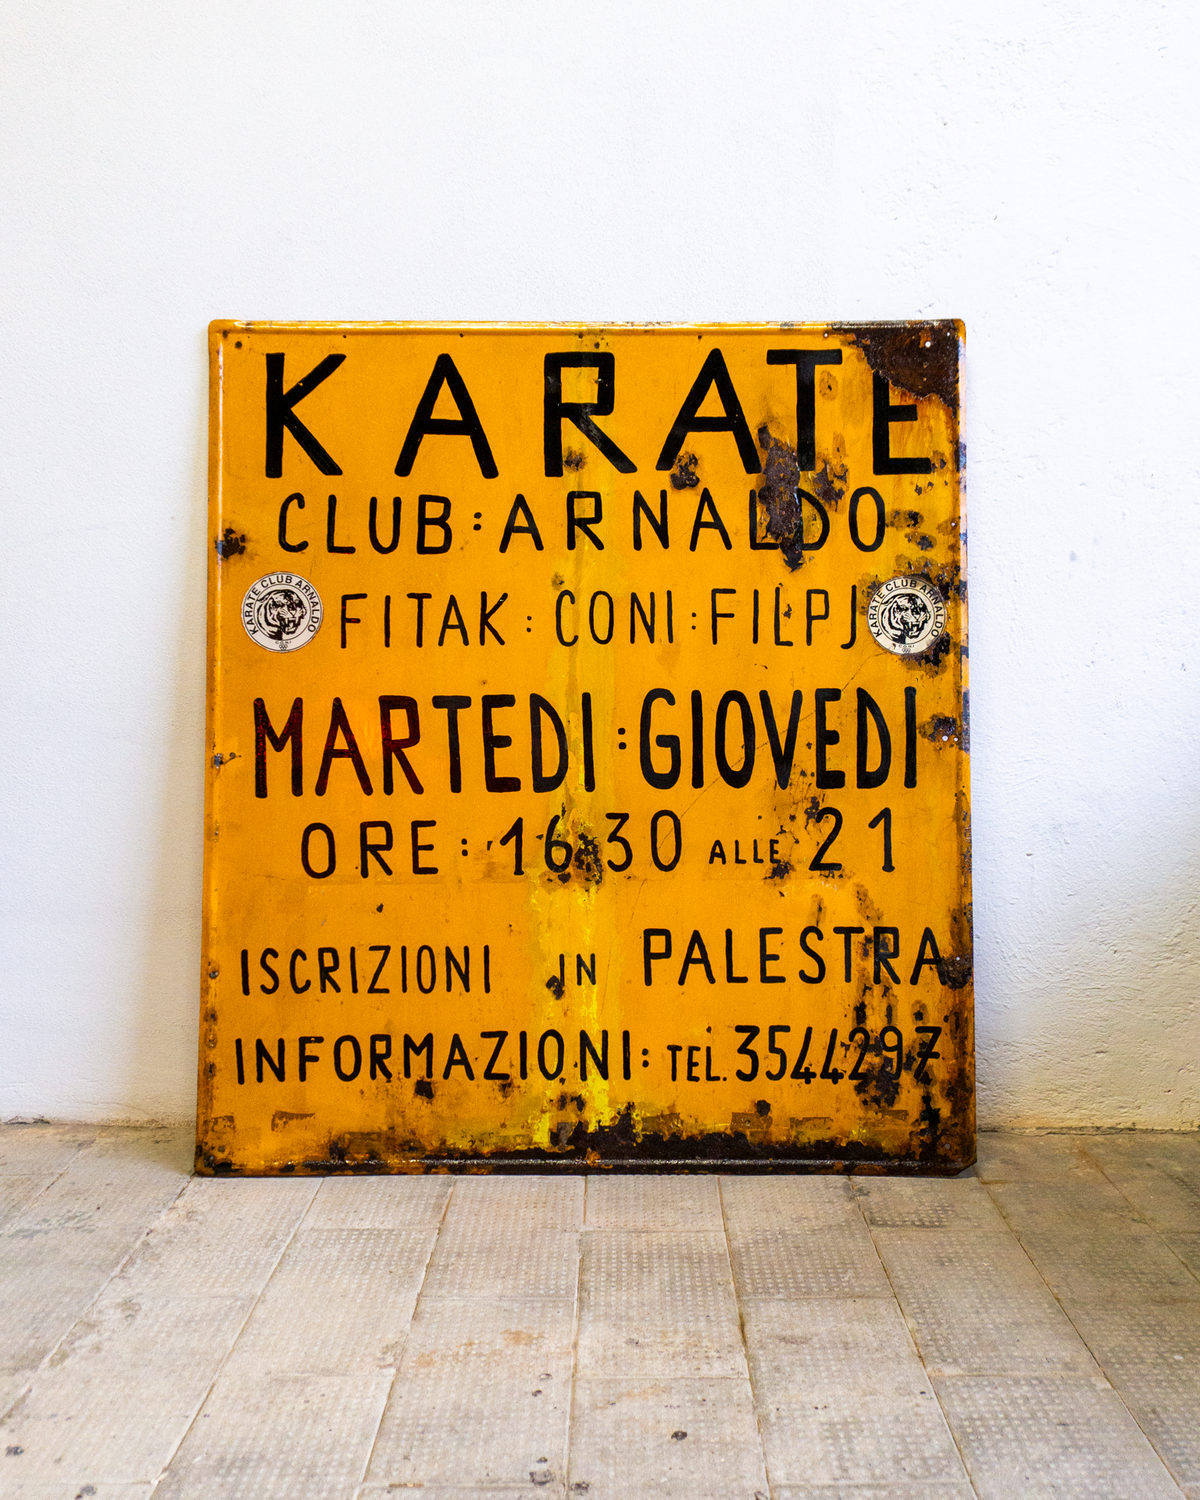 KARATE
CLUB:ARNALDO
KARATE CLUB ARNALDO
FITAK: CONI:FILPJ
KARATE CLUB ARNALDO
MARTEDI:GIOVEDI
ORE: 16 30 ALLE 21
ISCRIZIONI IN PALESTRA
INFORMAZIONI: TEL. 3544297